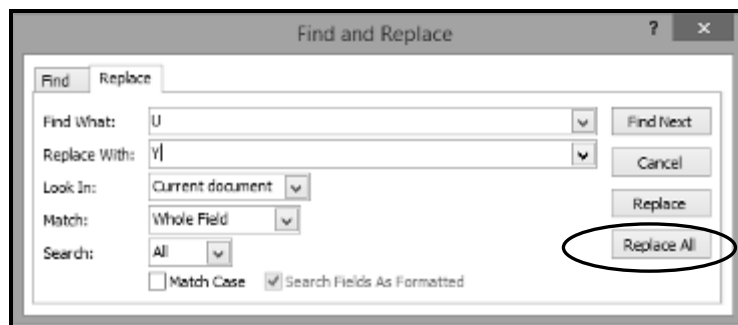 Find and Replace ? ×
Find Replace
Find What: U Find Next
Replace With: Y Cancel
Look In: Current document Replace
Match: Whole Field Replace All
Search: All
Match Case Search Fields As Formatted